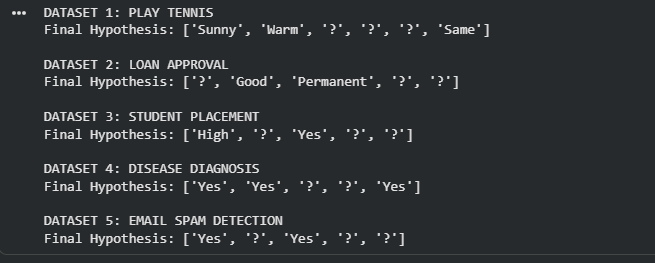 DATASET 1: PLAY TENNIS
Final Hypothesis: ['Sunny', 'Warm', '?', '?', '?', 'Same']
DATASET 2: LOAN APPROVAL
Final Hypothesis: ['?', 'Good', 'Permanent', '?', '?']
DATASET 3: STUDENT PLACEMENT
Final Hypothesis: ['High', '?', 'Yes', '?', '?']
DATASET 4: DISEASE DIAGNOSIS
Final Hypothesis: ['Yes', 'Yes', '?', '?', 'Yes']
DATASET 5: EMAIL SPAM DETECTION
Final Hypothesis: ['Yes', '?', 'Yes', '?', '?']